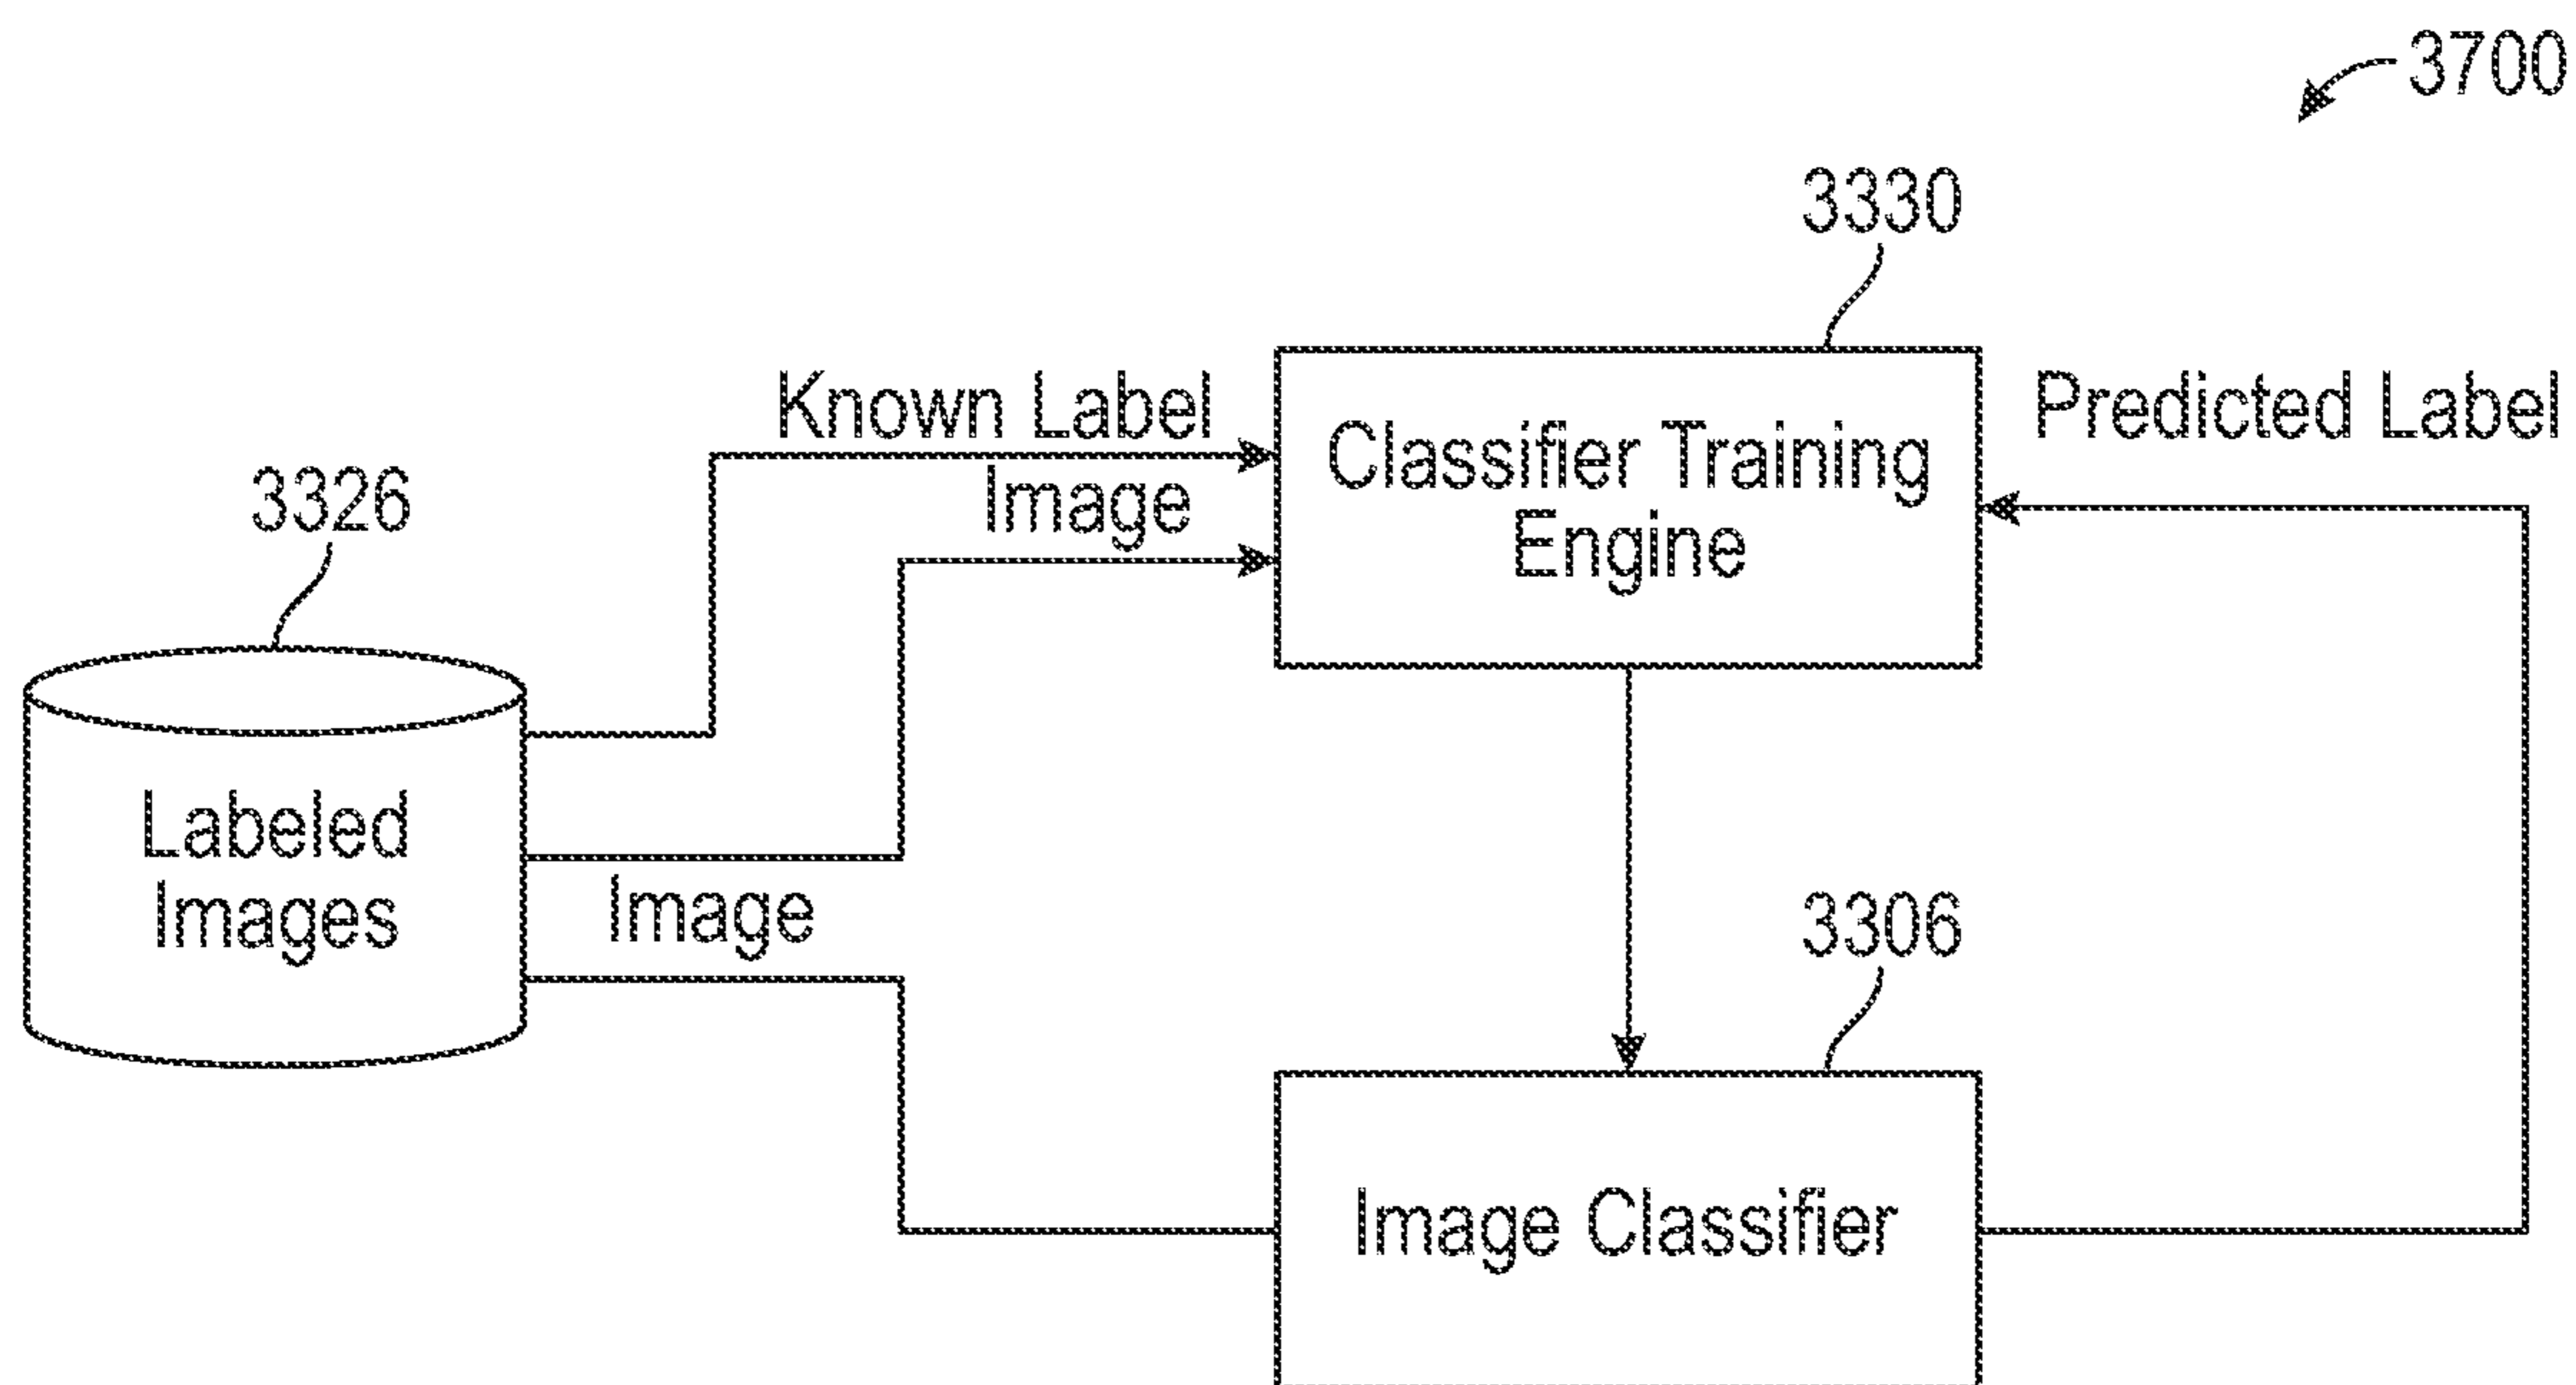 3700
3330
Known Label
Predicted Label
Classifier Training
Engine
Image
3326
Labeled
Images
Image
3306
Image Classifier